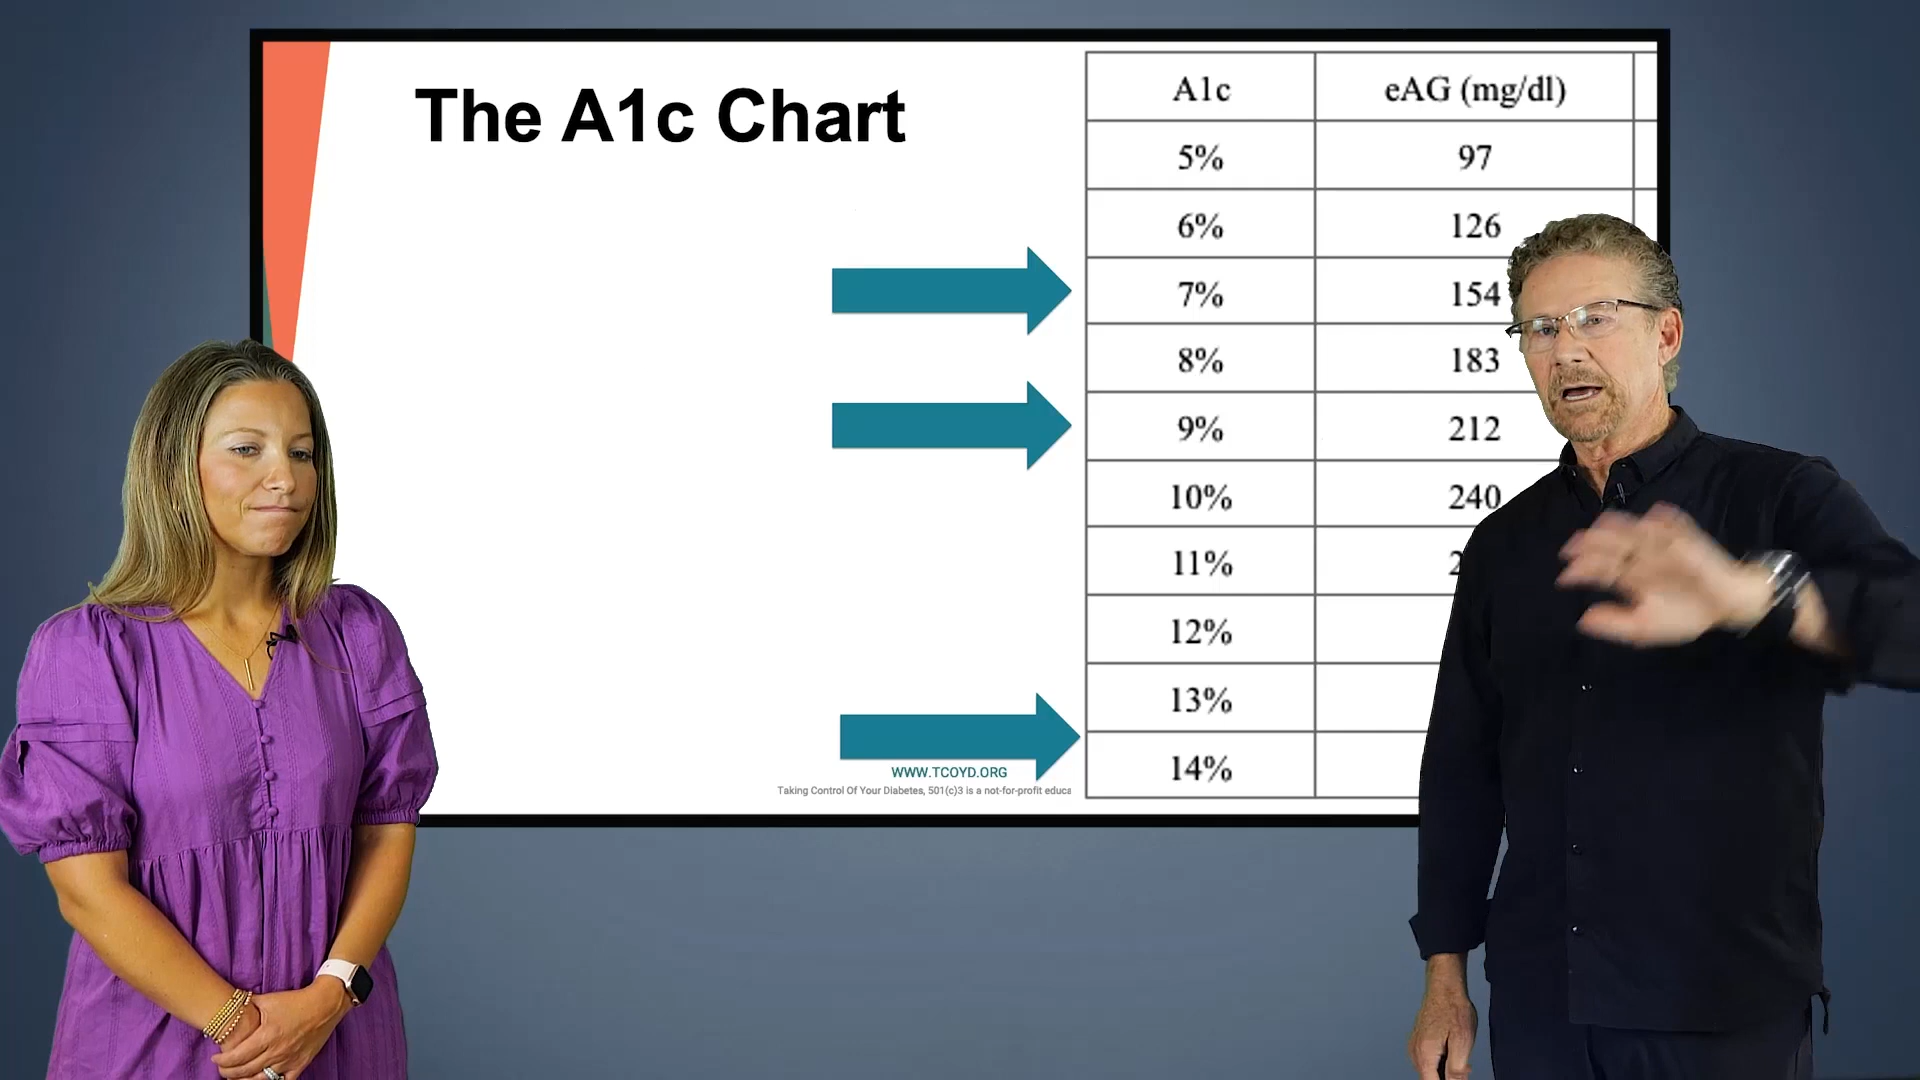 The A1c Chart
A1c eAG (mg/dl)
5% 97
6% 126
7% 154
8% 183
9% 212
10% 240
11%
12%
13%
14%
WWW.TCOYD.ORG
Taking Control Of Your Diabetes, 501(c)3 is a not-for-profit